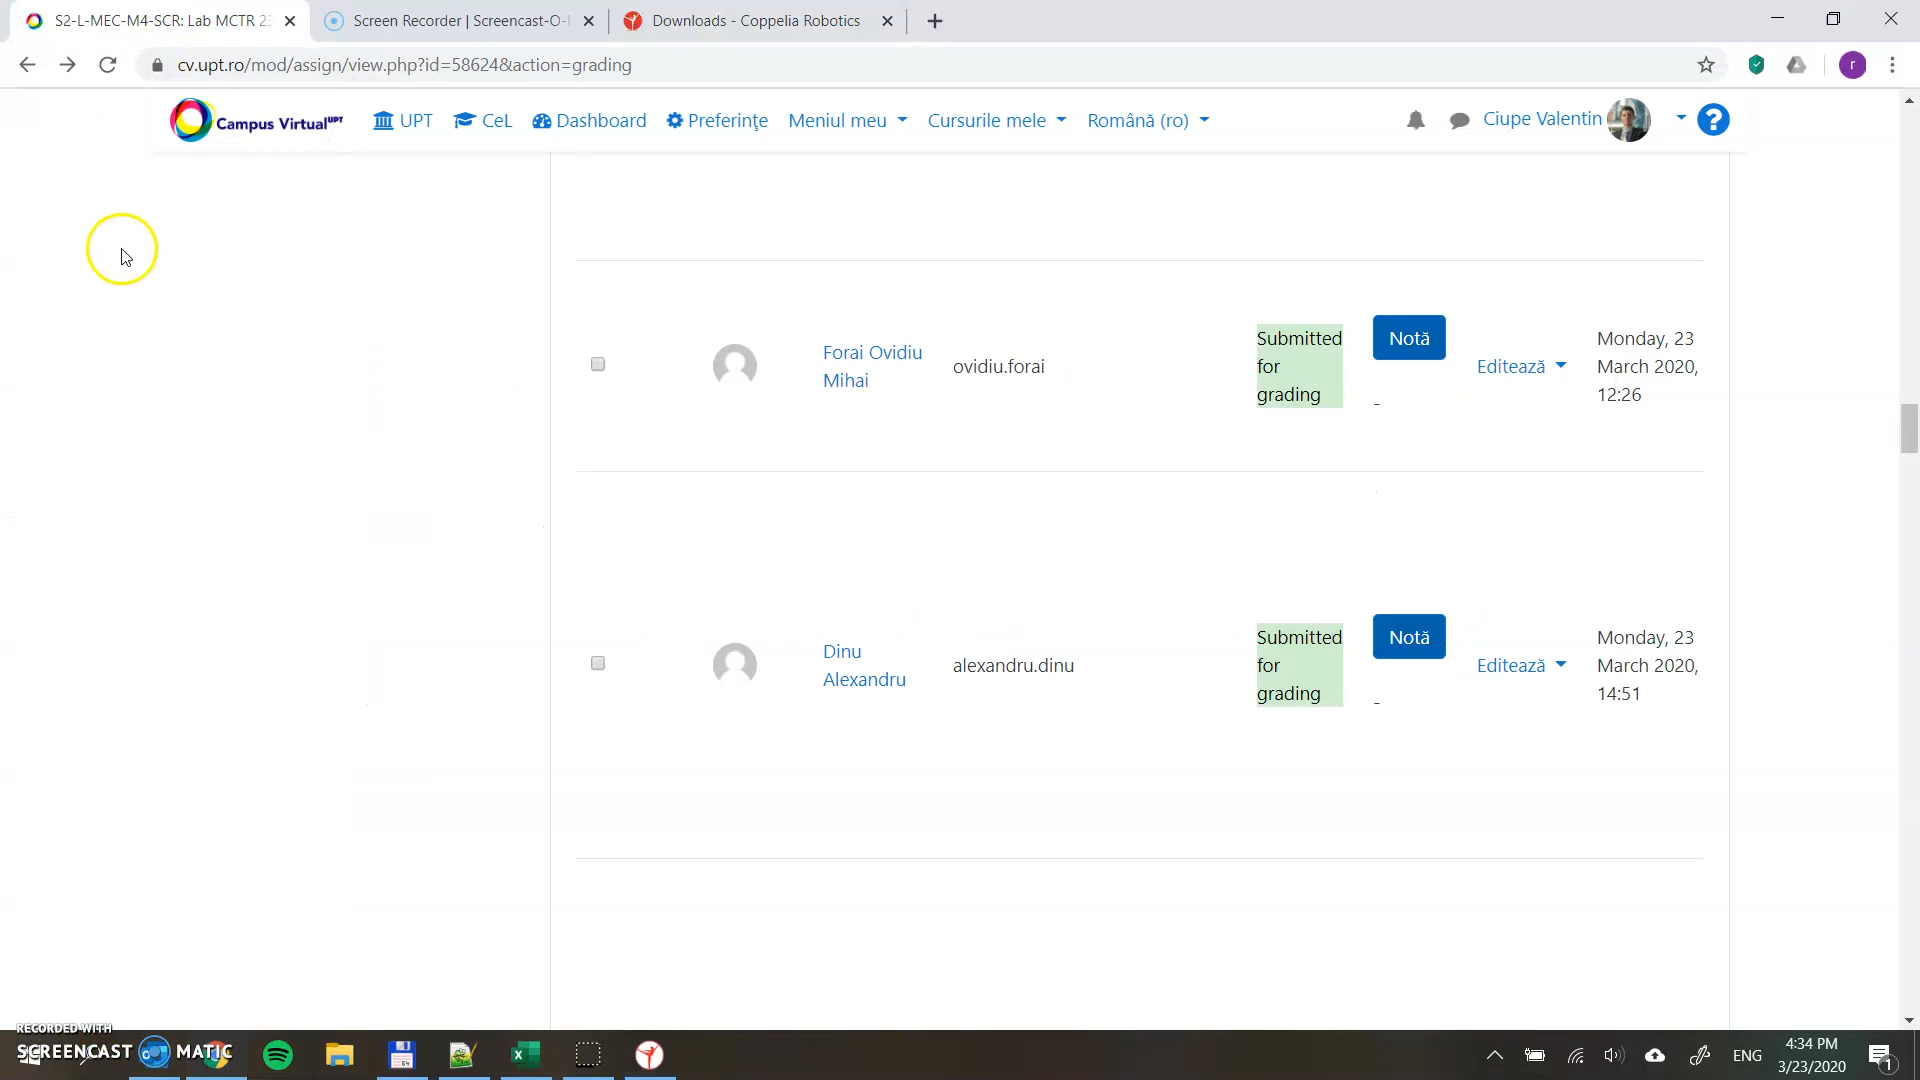 S2-L-MEC-M4-SCR: Lab MCTR 23
Screen Recorder | Screencast-O-
Downloads - Coppelia Robotics
cv.upt.ro/mod/assign/view.php?id=58624&action=grading
r
Campus Virtual UPT
UPT
CeL
Dashboard
Preferințe
Meniul meu
Cursurile mele
Română (ro)
Ciupe Valentin
?
Forai Ovidiu
Mihai
ovidiu.forai
Submitted
for
grading
Notă
-
Editează
Monday, 23
March 2020,
12:26
Dinu
Alexandru
alexandru.dinu
Submitted
for
grading
Notă
-
Editează
Monday, 23
March 2020,
14:51
RECORDED WITH
SCREENCAST MATIC
ENG
4:34 PM
3/23/2020
1